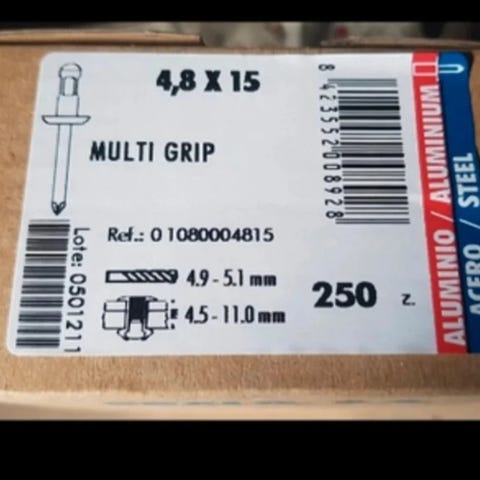 4,8 X 15
MULTI GRIP
Ref.: 0 1080004815
4.9 - 5.1 mm
4.5 - 11.0 mm
250 z.
Lote: 0501211
8 423552 008928
ALUMINIO / ALUMINIUM
ACERO / STEEL